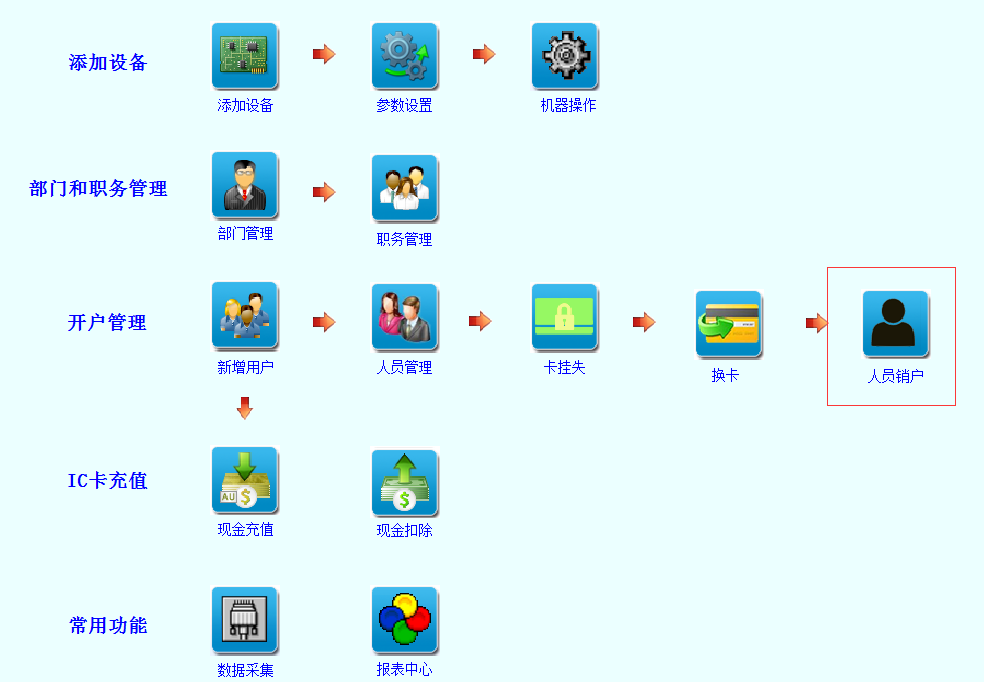 添加设备
添加设备
参数设置
机器操作
部门和职务管理
部门管理
职务管理
开户管理
新增用户
人员管理
卡挂失
换卡
人员销户
IC卡充值
AU
现金充值
现金扣除
常用功能
数据采集
报表中心